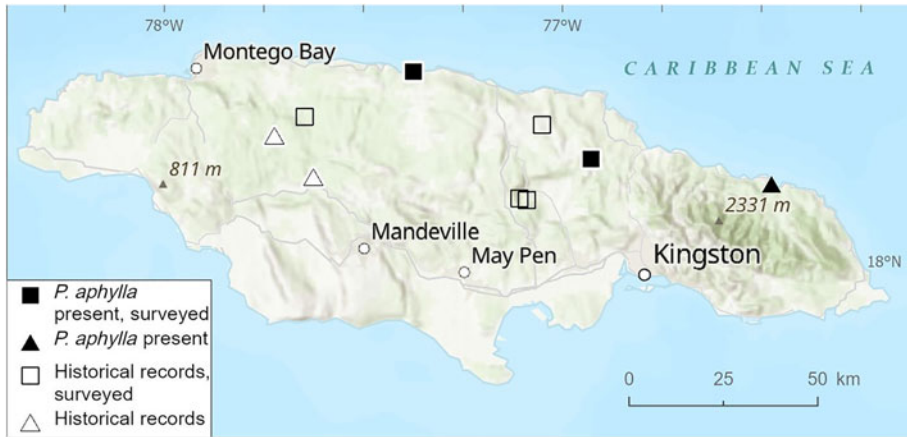 78°W
77°W
Montego Bay
CARIBBEAN SEA
811 m
2331 m
Mandeville
May Pen
Kingston
18°N
P. aphylla
present, surveyed
P. aphylla present
Historical records,
surveyed
Historical records
0 25 50 km